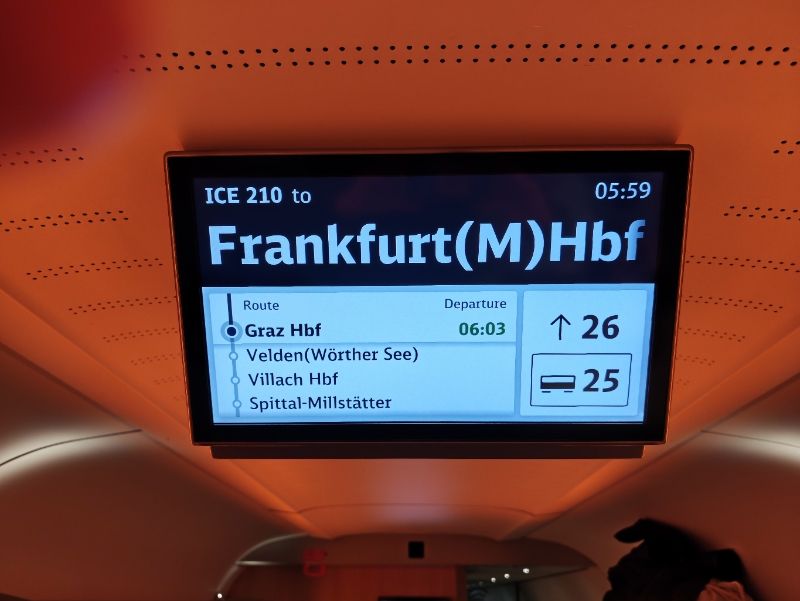 ICE 210 to 05:59
Frankfurt(M)Hbf
Route Departure
Graz Hbf 06:03
Velden(Wörther See)
Villach Hbf
Spittal-Millstätter
↑ 26
25